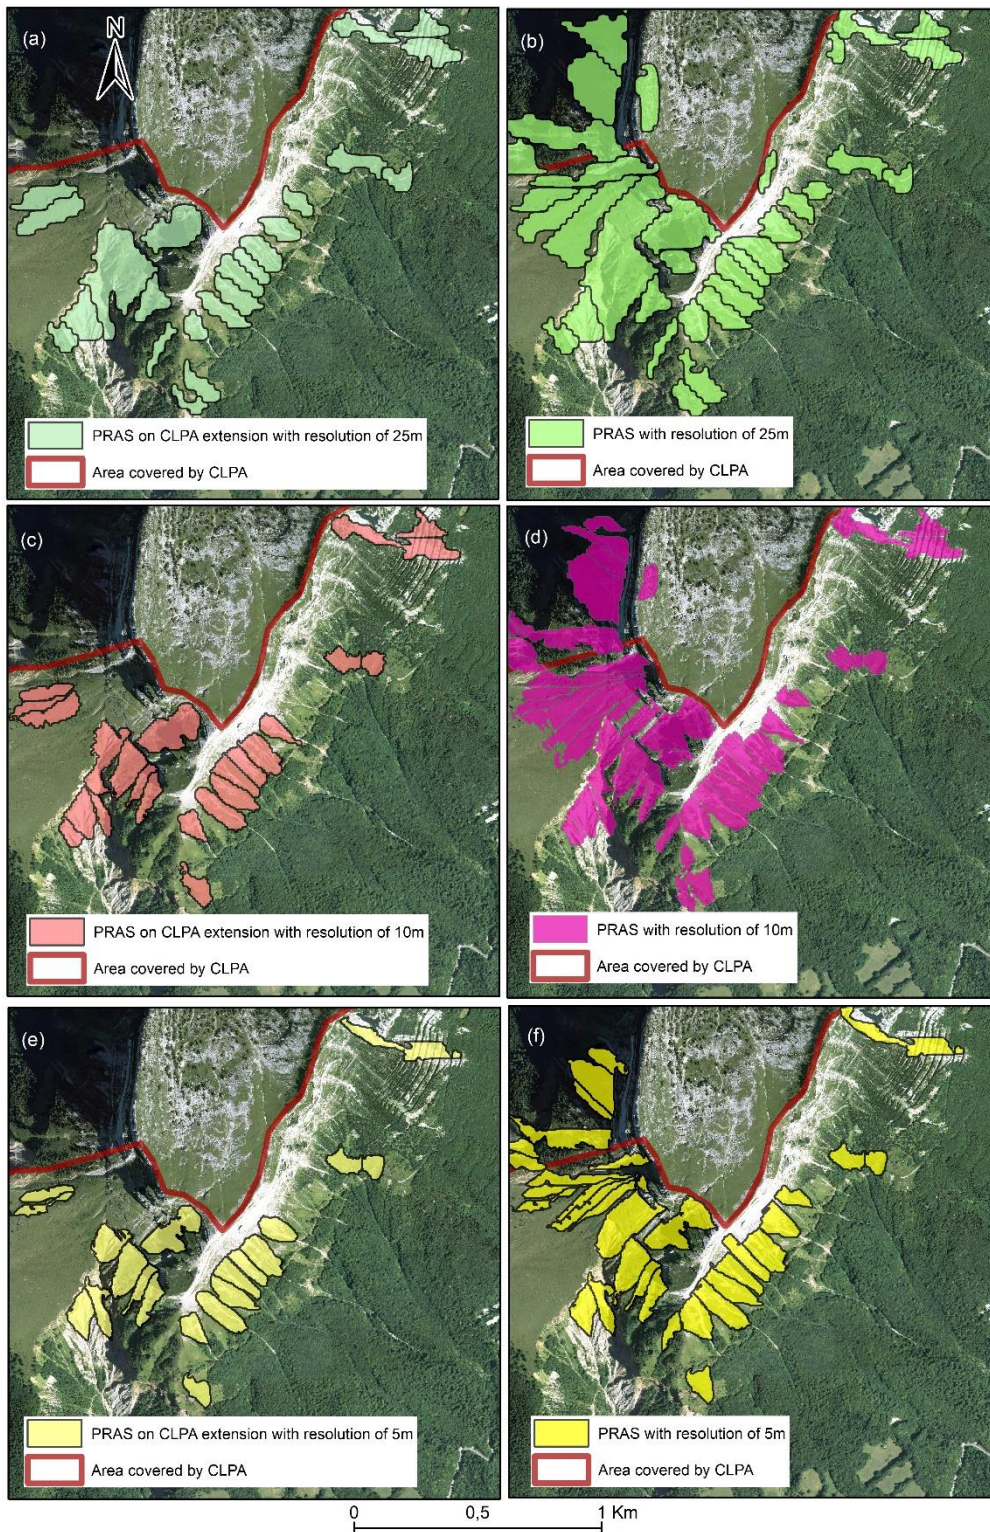 (a)
N
(b)
PRAS on CLPA extension with resolution of 25m
Area covered by CLPA
PRAS with resolution of 25m
Area covered by CLPA
(c)
(d)
PRAS on CLPA extension with resolution of 10m
Area covered by CLPA
PRAS with resolution of 10m
Area covered by CLPA
(e)
(f)
PRAS on CLPA extension with resolution of 5m
Area covered by CLPA
PRAS with resolution of 5m
Area covered by CLPA
0 0,5 1 Km